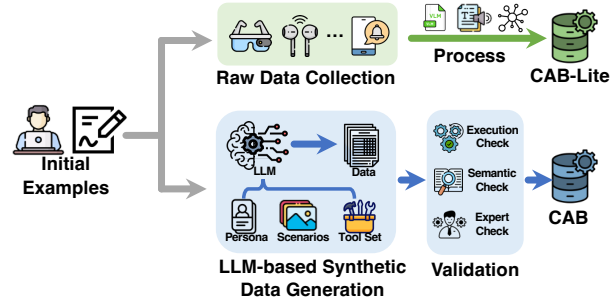 Raw Data Collection
...
Process
CAB-Lite
Initial
Examples
LLM
Data
Persona
Scenarios
Tool Set
LLM-based Synthetic
Data Generation
Execution
Check
Semantic
Check
Expert
Check
Validation
CAB
VLM
T